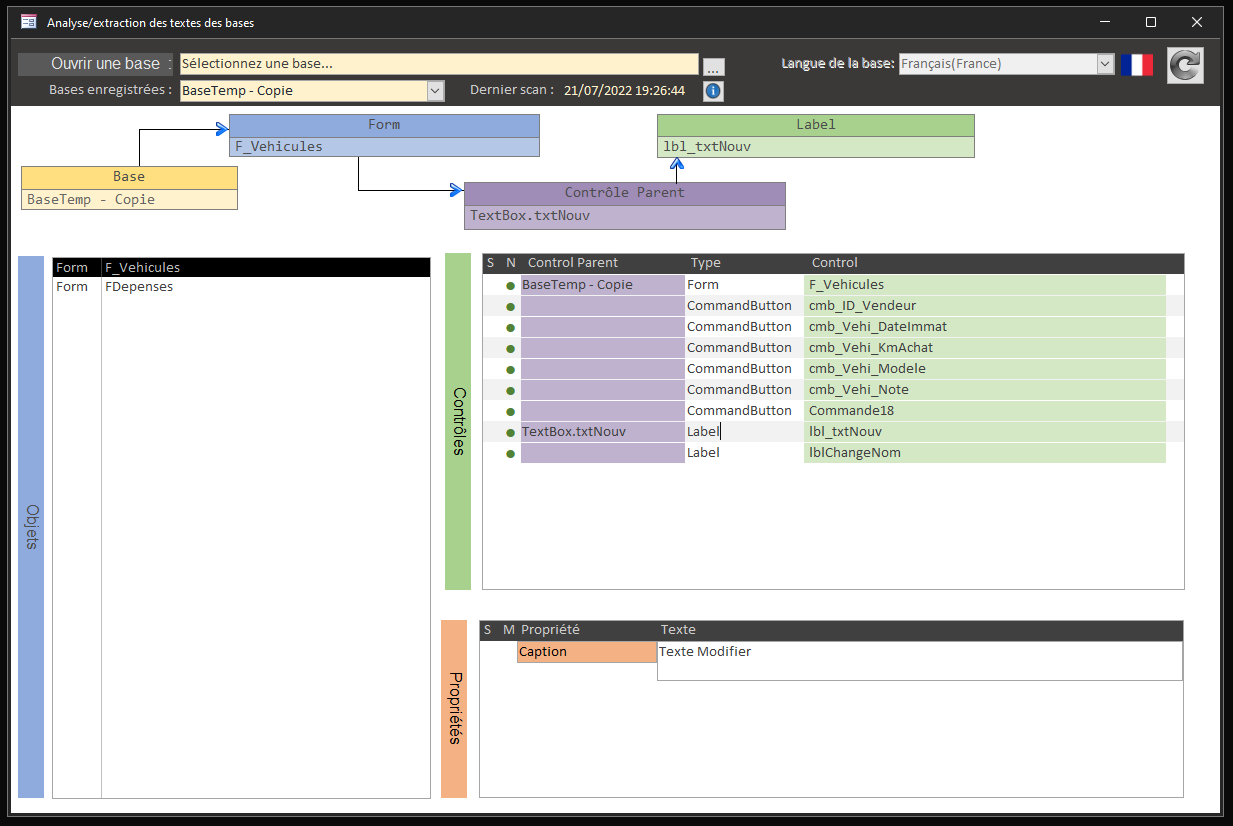 Analyse/extraction des textes des bases
Ouvrir une base :
Sélectionnez une base...
...
Langue de la base:
Français(France)
Bases enregistrées :
BaseTemp - Copie
Dernier scan :
21/07/2022 19:26:44
i
Form
F_Vehicules
Label
lbl_txtNouv
Base
BaseTemp - Copie
Contrôle Parent
TextBox.txtNouv
Objets
Form F_Vehicules
Form FDepenses
Contrôles
S N Control Parent Type Control
BaseTemp - Copie Form F_Vehicules
CommandButton cmb_ID_Vendeur
CommandButton cmb_Vehi_DateImmat
CommandButton cmb_Vehi_KmAchat
CommandButton cmb_Vehi_Modele
CommandButton cmb_Vehi_Note
CommandButton Commande18
TextBox.txtNouv Label lbl_txtNouv
Label lblChangeNom
Propriétés
S M Propriété Texte
Caption Texte Modifier